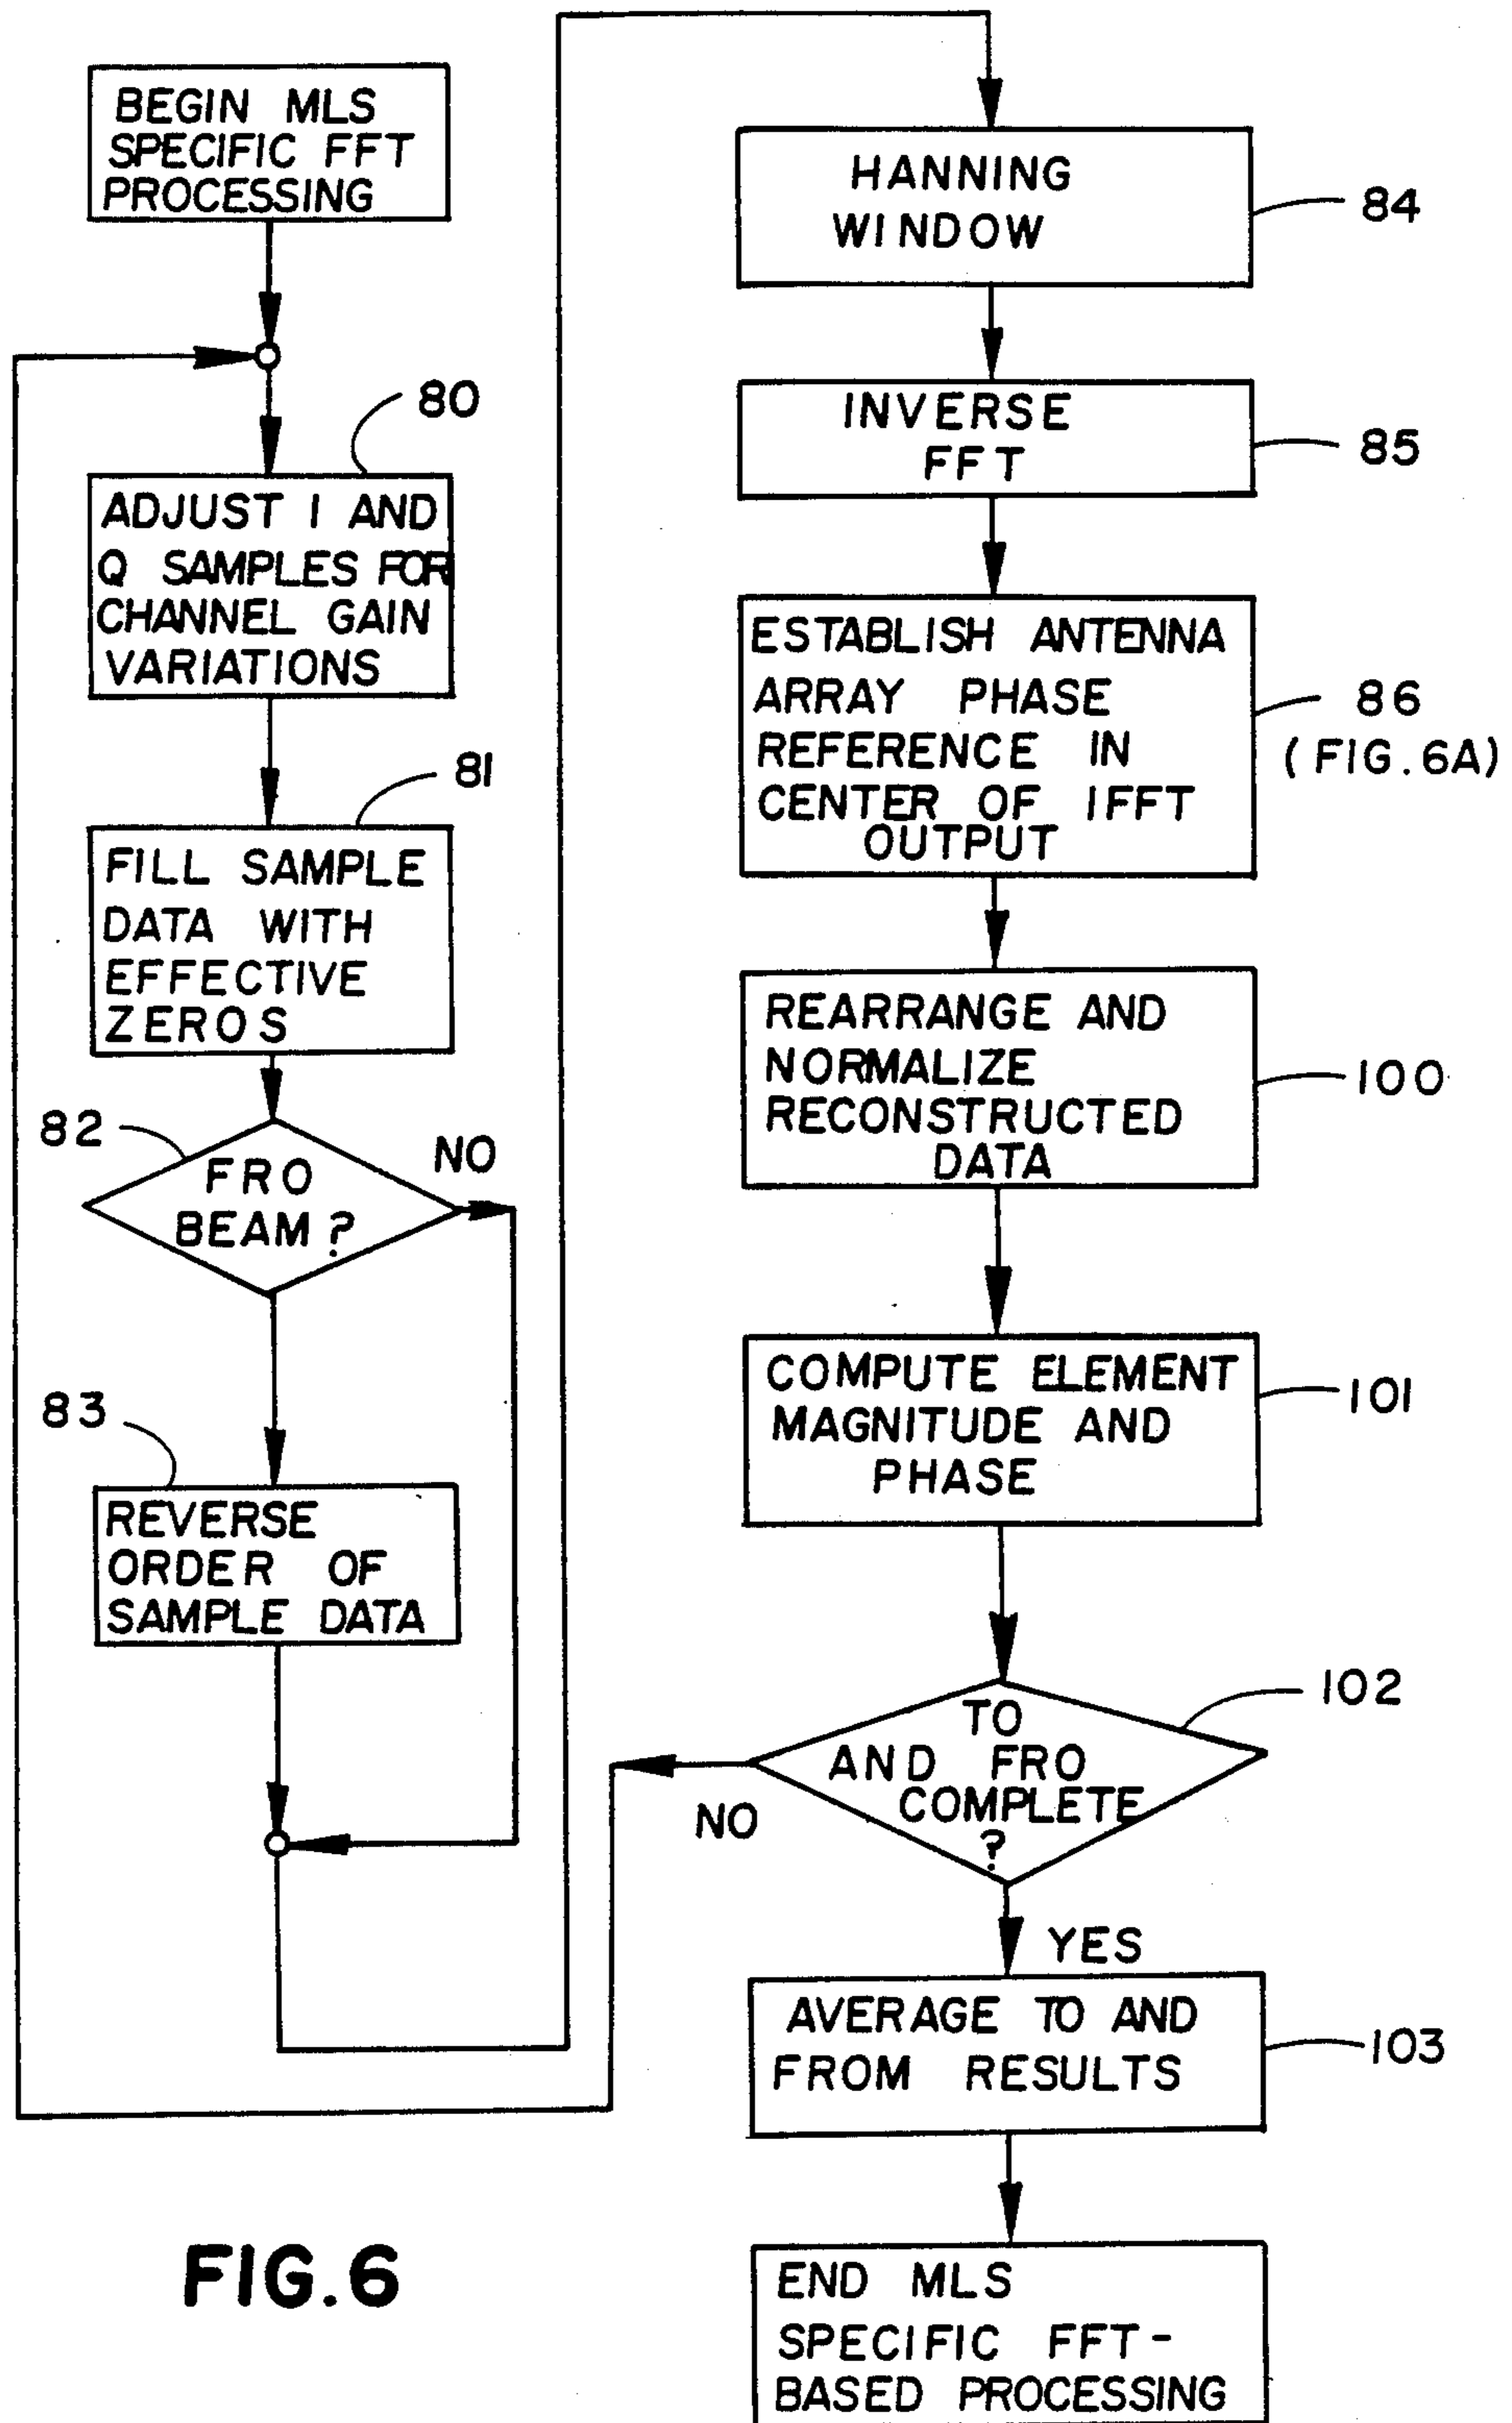 BEGIN MLS
SPECIFIC FFT
PROCESSING
80
ADJUST I AND
Q SAMPLES FOR
CHANNEL GAIN
VARIATIONS
81
FILL SAMPLE
DATA WITH
EFFECTIVE
ZEROS
82
FRO
BEAM?
NO
83
REVERSE
ORDER OF
SAMPLE DATA
HANNING
WINDOW
84
INVERSE
FFT
85
ESTABLISH ANTENNA
ARRAY PHASE
REFERENCE IN
CENTER OF IFFT
OUTPUT
86
(FIG.6A)
REARRANGE AND
NORMALIZE
RECONSTRUCTED
DATA
100
COMPUTE ELEMENT
MAGNITUDE AND
PHASE
101
TO
AND FRO
COMPLETE
?
102
NO
YES
AVERAGE TO AND
FROM RESULTS
103
END MLS
SPECIFIC FFT-
BASED PROCESSING
FIG.6